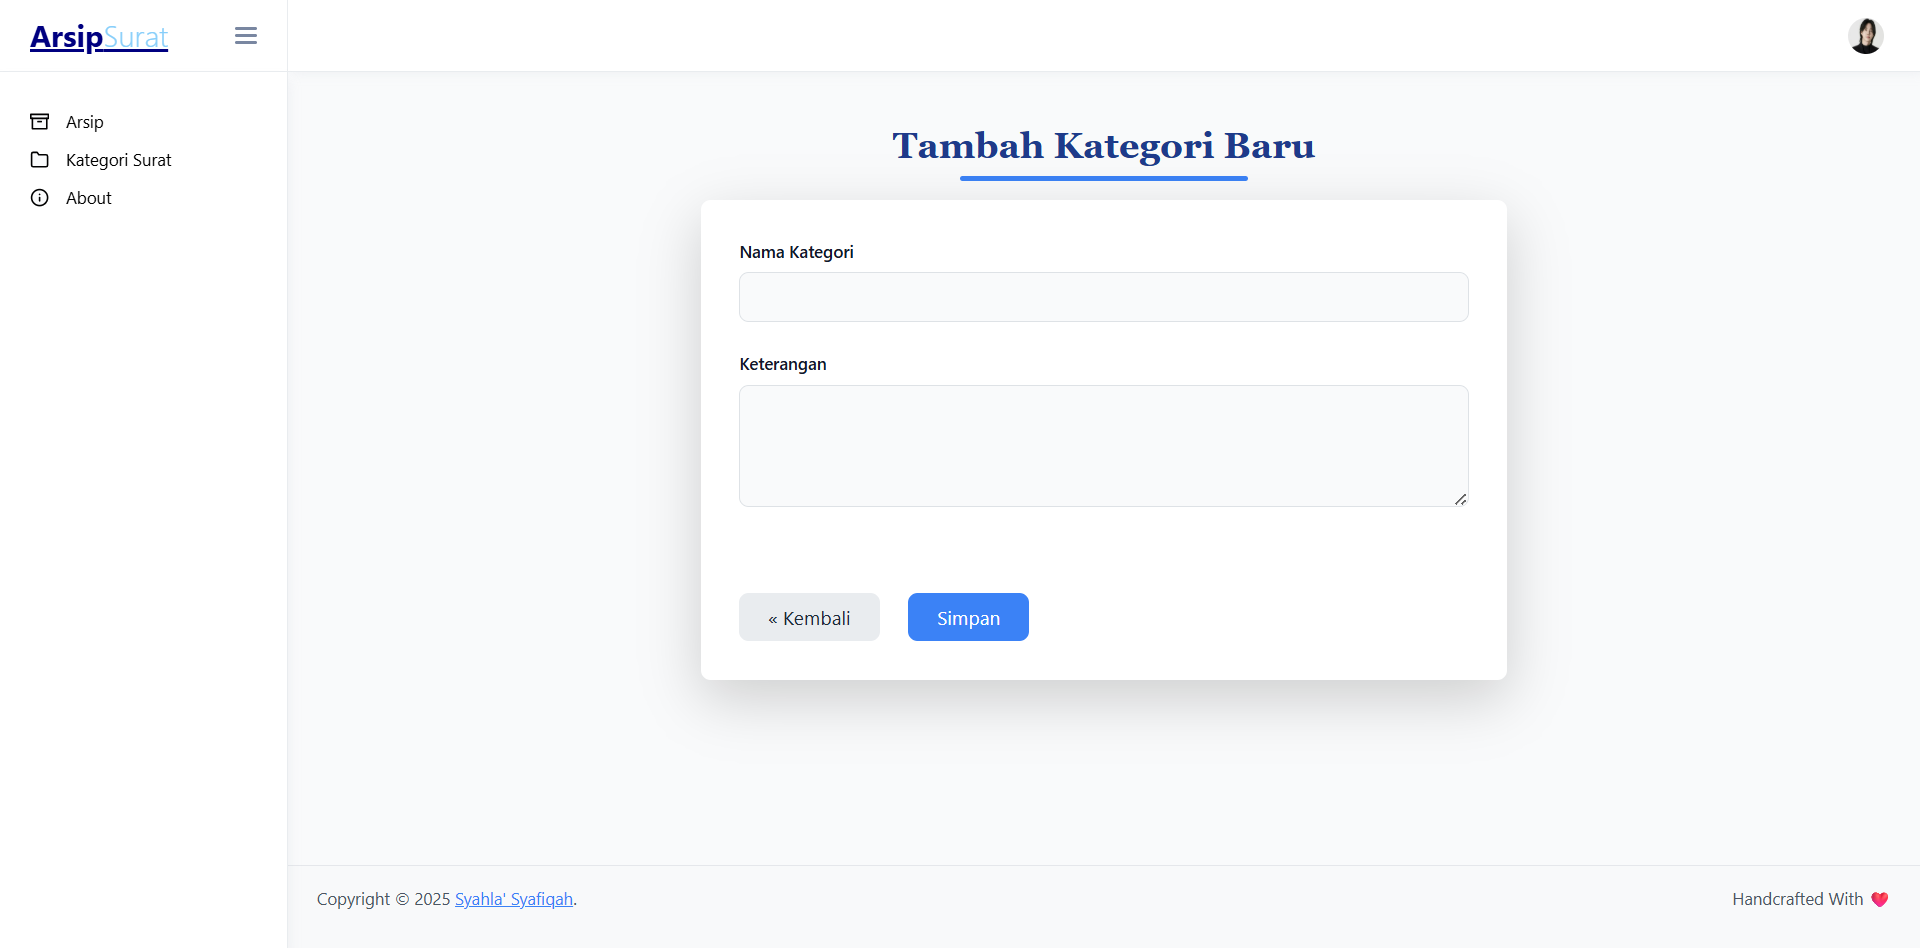 ArsipSurat
Arsip
Kategori Surat
About
Tambah Kategori Baru
Nama Kategori
Keterangan
« Kembali
Simpan
Copyright © 2025 Syahla' Syafiqah.
Handcrafted With